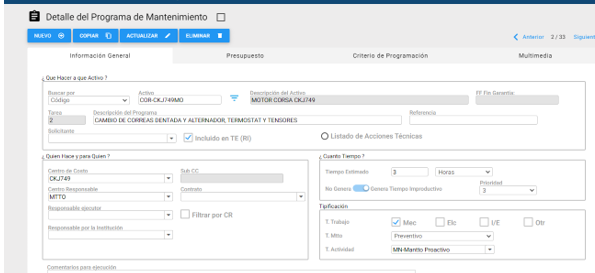 Detalle del Programa de Mantenimiento
NUEVO COPIAR ACTUALIZAR ELIMINAR Anterior 2/33 Siguient
Información General Presupuesto Criterio de Programación Multimedia
¿ Que Hacer a que Activo ?
Buscar por Activo Descripción del Activo FF Fin Garantía:
Código COR-CKJ749MO MOTOR CORSA CKJ749
Tarea Descripción del Programa Referencia
2 CAMBIO DE CORREAS DENTADA Y ALTERNADOR, TERMOSTAT Y TENSORES
Solicitante
Incluido en TE (RI) Listado de Acciones Técnicas
¿ Quien Hace y para Quien ? ¿ Cuanto Tiempo ?
Centro de Costo Sub CC
CKJ749
Tiempo Estimado 3 Horas
Centro Responsable Contrato
MTTO
Prioridad
No Genera Genera Tiempo Improductivo 3
Responsable ejecutor
Filtrar por CR
Responsable por la Institución
Tipificación
T. Trabajo Mec Elc I/E Otr
T. Mtto Preventivo
T. Actividad MN-Mantto Proactivo
Comentarios para ejecución